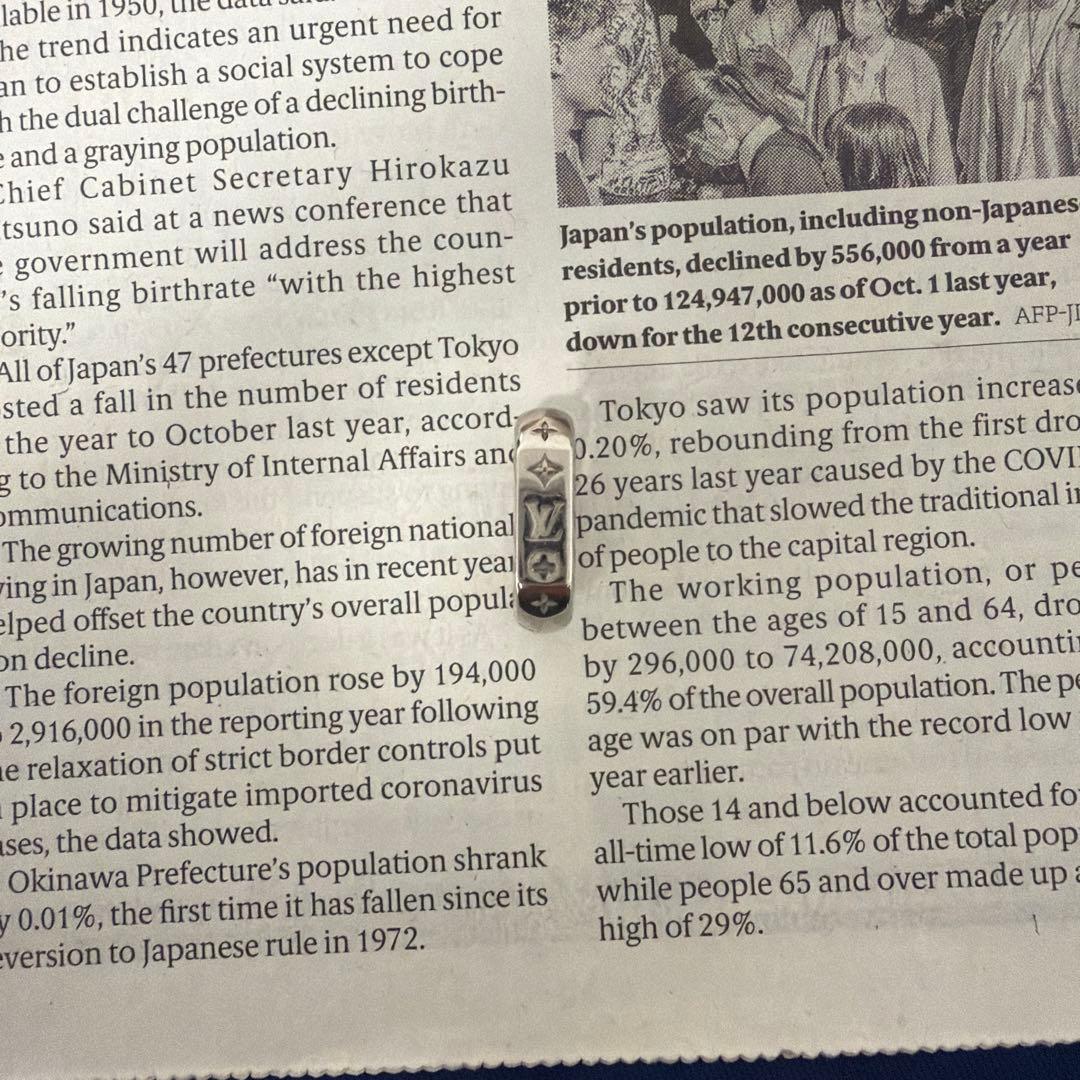 lable in 1950, the data
he trend indicates an urgent need for
an to establish a social system to cope
h the dual challenge of a declining birth-
e and a graying population.
Chief Cabinet Secretary Hirokazu
tsuno said at a news conference that
e government will address the coun-
's falling birthrate “with the highest
ority.”
All of Japan's 47 prefectures except Tokyo
sted a fall in the number of residents
the year to October last year, accord-
g to the Ministry of Internal Affairs and
ommunications.
The growing number of foreign national
ving in Japan, however, has in recent year
elped offset the country's overall popula
on decline.
The foreign population rose by 194,000
2,916,000 in the reporting year following
he relaxation of strict border controls put
place to mitigate imported coronavirus
ases, the data showed.
Okinawa Prefecture's population shrank
y 0.01%, the first time it has fallen since its
eversion to Japanese rule in 1972.
Japan's population, including non-Japanes
residents, declined by 556,000 from a year
prior to 124,947,000 as of Oct. 1 last year,
down for the 12th consecutive year. AFP-JI
Tokyo saw its population increase
0.20%, rebounding from the first dro
26 years last year caused by the COVI
pandemic that slowed the traditional in
of people to the capital region.
The working population, or pe
between the ages of 15 and 64, dro
by 296,000 to 74,208,000, accounti
59.4% of the overall population. The pe
age was on par with the record low
year earlier.
Those 14 and below accounted fo
all-time low of 11.6% of the total pop
while people 65 and over made up a
high of 29%.
LV